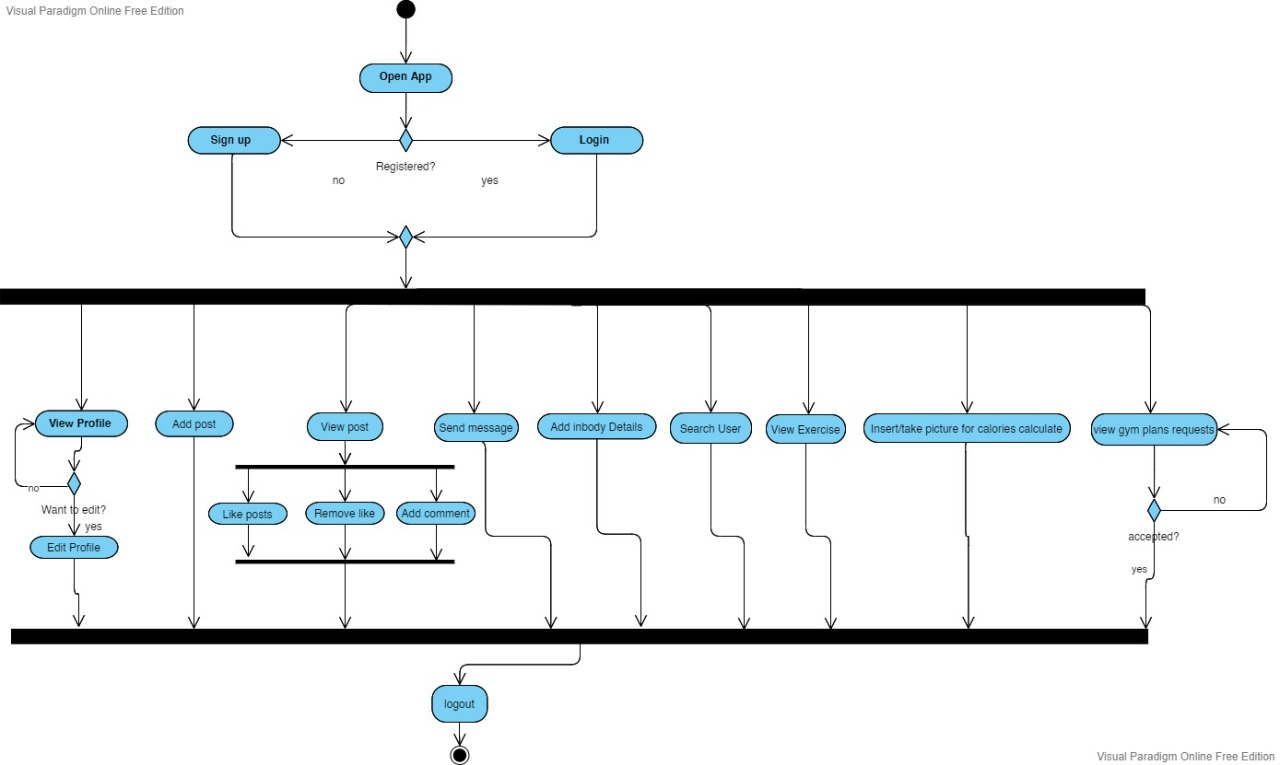 Visual Paradigm Online Free Edition
Open App
Sign up
Login
Registered?
no
yes
View Profile
Add post
View post
Send message
Add inbody Details
Search User
View Exercise
Insert/take picture for calories calculate
view gym plans requests
no
Want to edit?
yes
Edit Profile
Like posts
Remove like
Add comment
no
accepted?
yes
logout
Visual Paradigm Online Free Edition